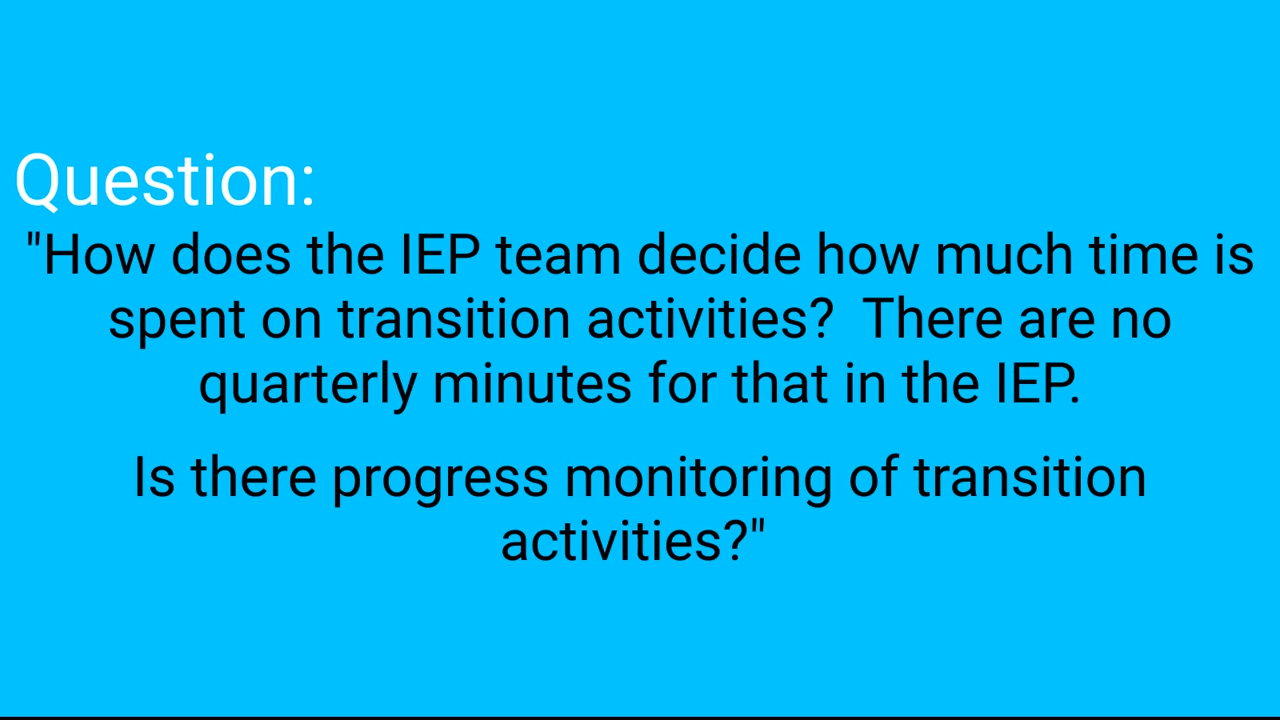 Question:
"How does the IEP team decide how much time is
spent on transition activities?  There are no
quarterly minutes for that in the IEP.
Is there progress monitoring of transition
activities?"